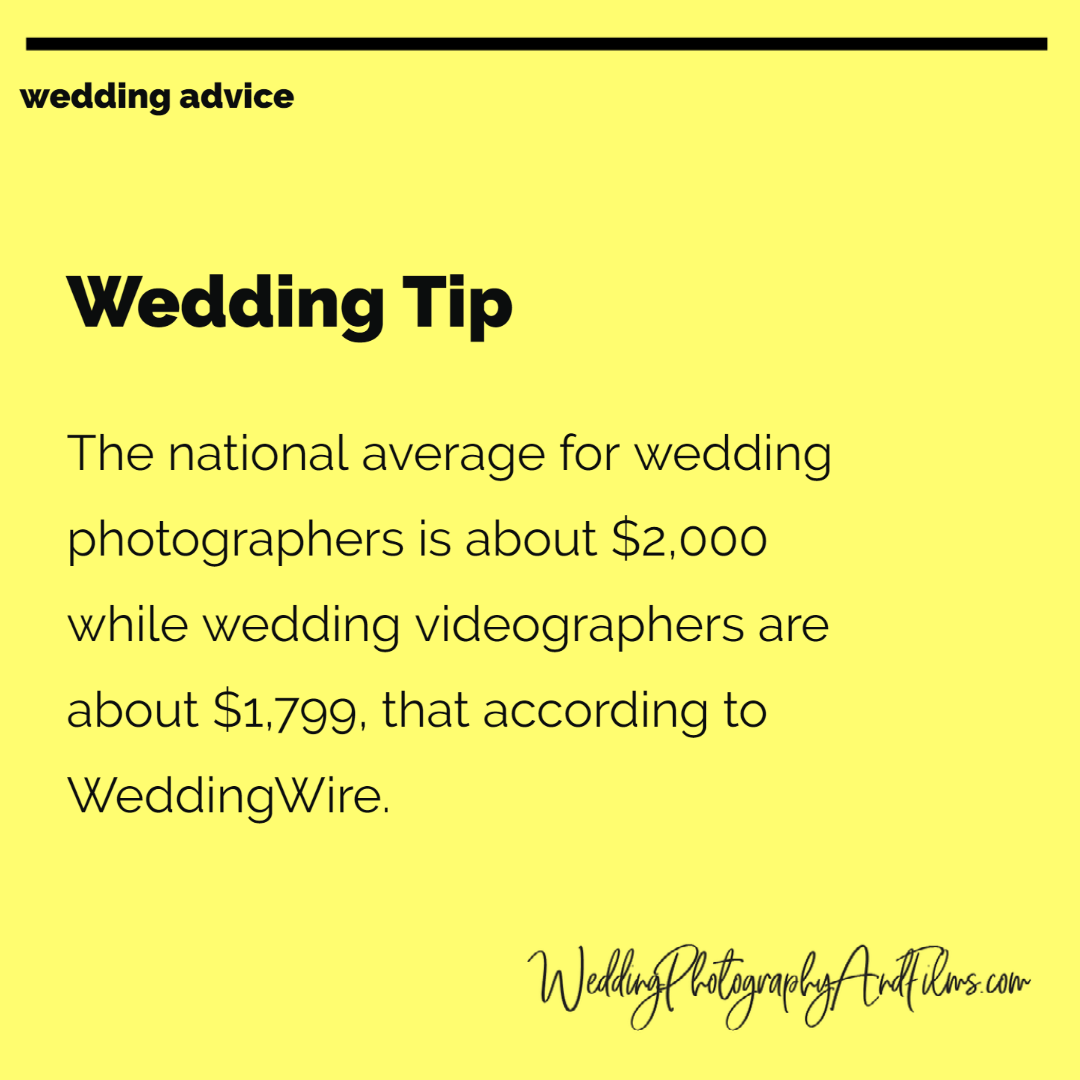 wedding advice
Wedding Tip
The national average for wedding
photographers is about $2,000
while wedding videographers are
about $1,799, that according to
WeddingWire.
WeddingPhotographyAndFilms.com